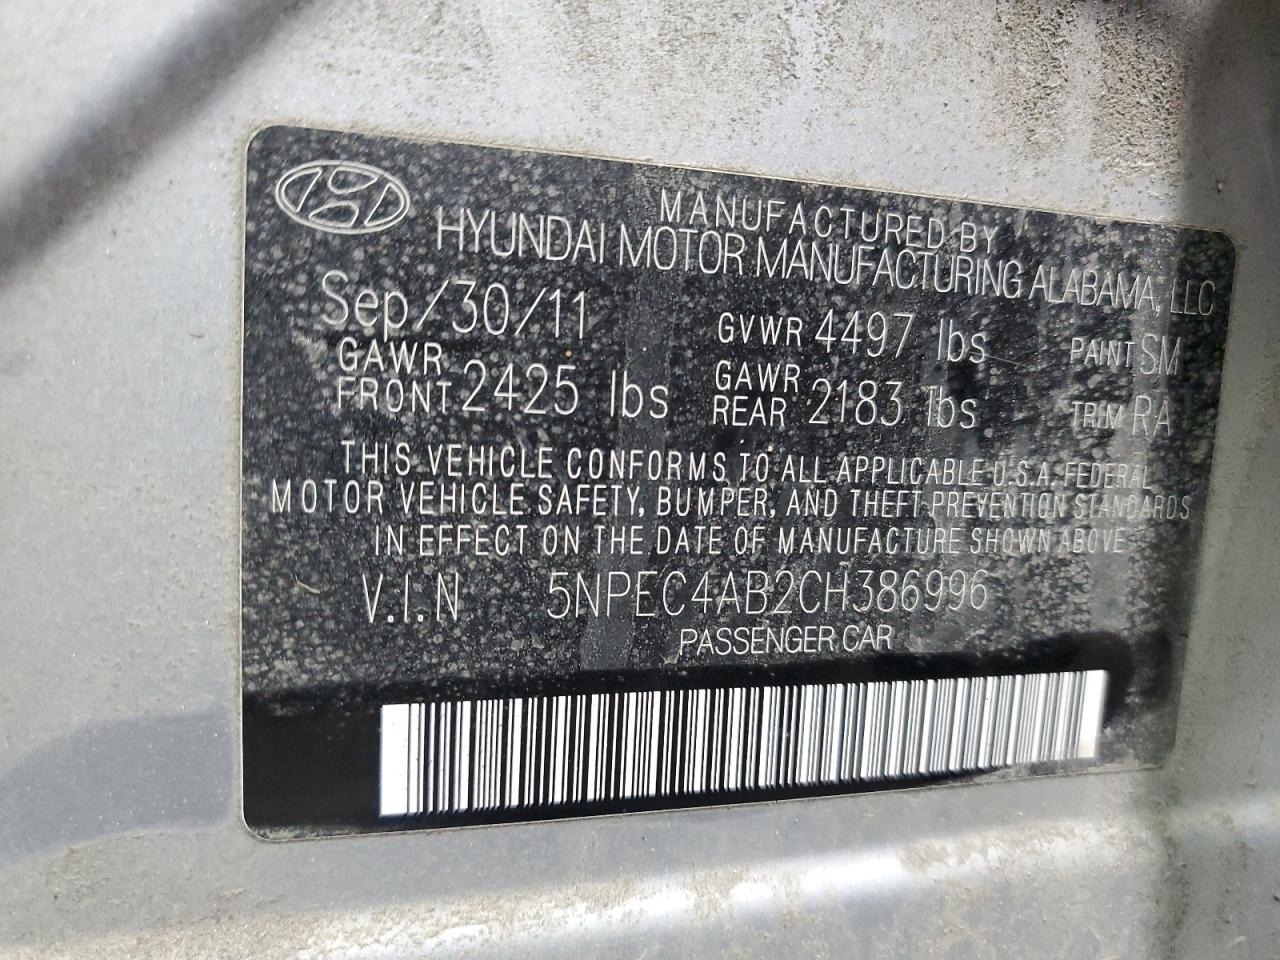 MANUFACTURED BY
HYUNDAI MOTOR MANUFACTURING ALABAMA, LLC
Sep/30/11 GVWR 4497 lbs PAINT SM
GAWR FRONT 2425 lbs GAWR REAR 2183 lbs TRIM RA
THIS VEHICLE CONFORMS TO ALL APPLICABLE U.S.A. FEDERAL
MOTOR VEHICLE SAFETY, BUMPER, AND THEFT PREVENTION STANDARDS
IN EFFECT ON THE DATE OF MANUFACTURE SHOWN ABOVE
V.I.N 5NPEC4AB2CH386996
PASSENGER CAR